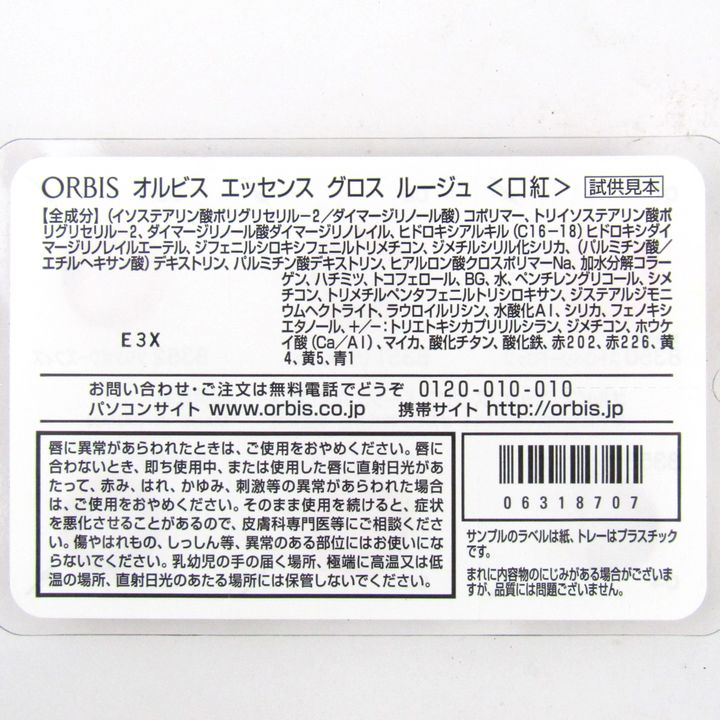 ORBIS オルビス エッセンス グロス ルージュ ＜口紅＞ 試供見本
【全成分】（イソステアリン酸ポリグリセリル-2／ダイマージリノール酸）コポリマー、トリイソステアリン酸ポ
リグリセリル-2、ダイマージリノール酸ダイマージリノレイル、ヒドロキシアルキル（C16-18）ヒドロキシダイ
マージリノレイルエーテル、ジフェニルシロキシフェニルトリメチコン、ジメチルシリル化シリカ、（パルミチン酸／
エチルヘキサン酸）デキストリン、パルミチン酸デキストリン、ヒアルロン酸クロスポリマーNa、加水分解コラー
ゲン、ハチミツ、トコフェロール、BG、水、ペンチレングリコール、シメ
チコン、トリメチルペンタフェニルトリシロキサン、ジステアルジモニ
ウムヘクトライト、ラウロイルリシン、水酸化Al、シリカ、フェノキシ
エタノール、+／-：トリエトキシカプリリルシラン、ジメチコン、ホウケイ
酸（Ca／Al）、マイカ、酸化チタン、酸化鉄、赤202、赤226、黄
4、黄5、青1
E3X
お問い合わせ・ご注文は無料電話でどうぞ 0120-010-010
パソコンサイト www.orbis.co.jp 携帯サイト http://orbis.jp
唇に異常があらわれたときは、ご使用をおやめください。唇に
合わないとき、即ち使用中、または使用した唇に直射日光があ
たって、赤み、はれ、かゆみ、刺激等の異常があらわれた場合
は、ご使用をおやめください。そのまま使用を続けると、症状
を悪化させることがあるので、皮膚科専門医等にご相談くださ
い。傷やはれもの、しっしん等、異常のある部位にはお使いにな
らないでください。乳幼児の手の届く場所、極端に高温又は低
温の場所、直射日光のあたる場所には保管しないでください。
06318707
サンプルのラベルは紙、トレーはプラスチック
です。
まれに内容物のにじみがある場合がございま
すが、品質には問題ございません。